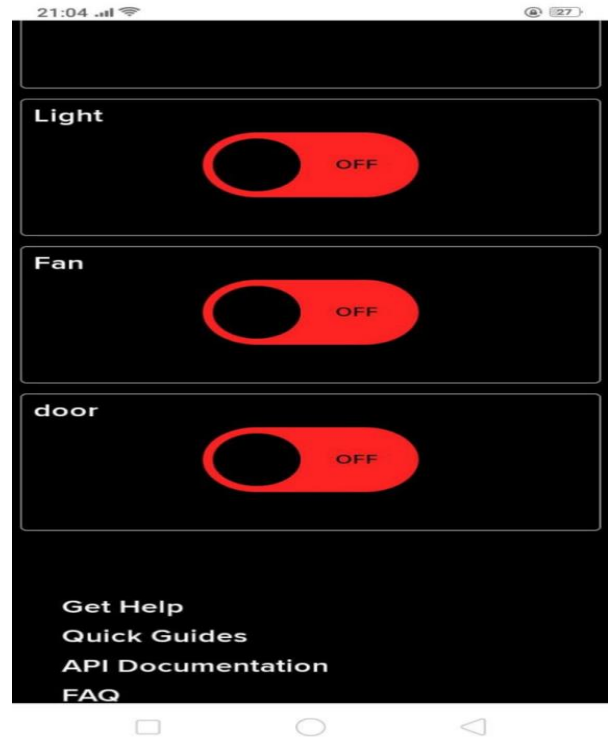 21:04
27
Light
OFF
Fan
OFF
door
OFF
Get Help
Quick Guides
API Documentation
FAQ